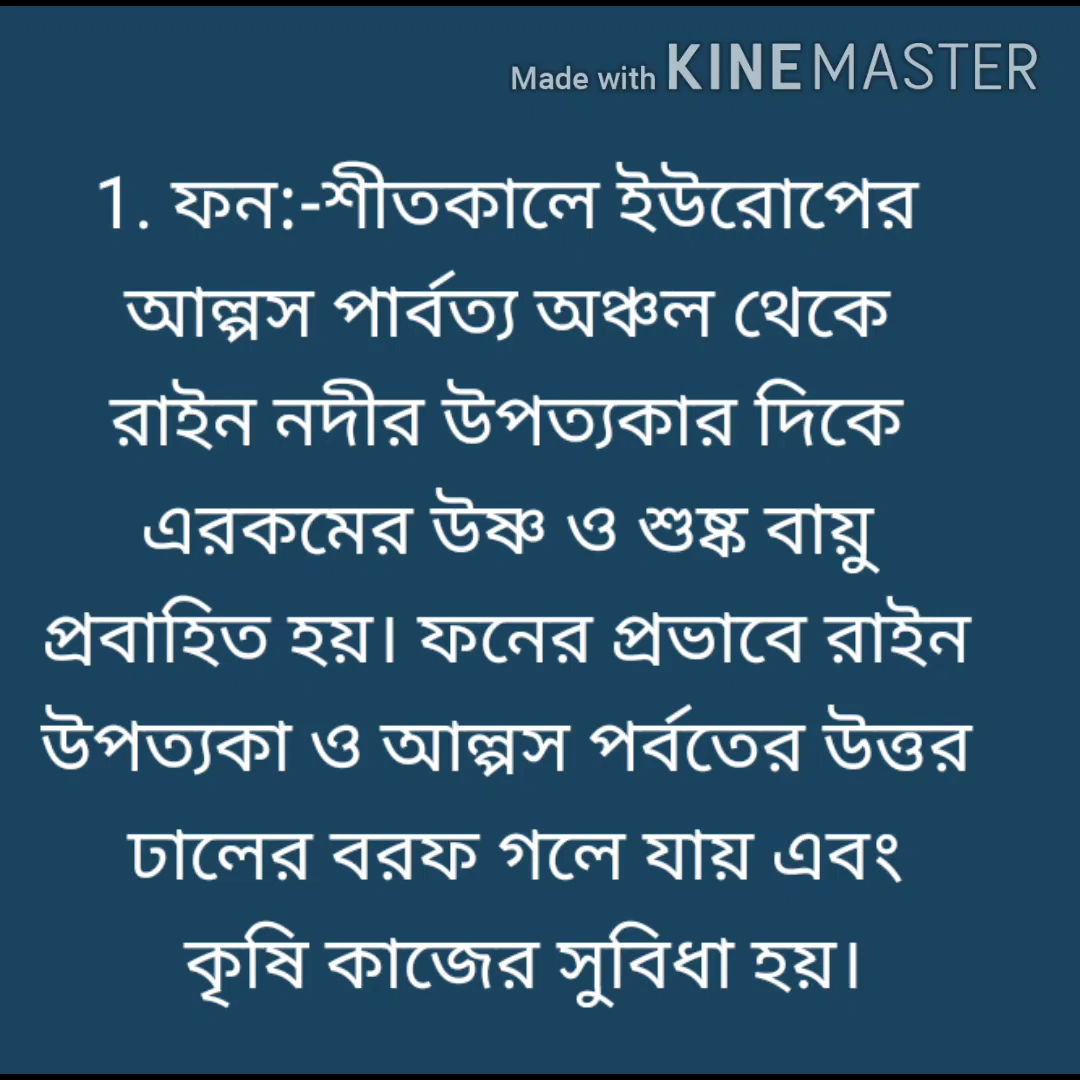 Made with KINEMASTER
1. ফন:-শীতকালে ইউরোপের
আল্পস পার্বত্য অঞ্চল থেকে
রাইন নদীর উপত্যকার দিকে
এরকমের উষ্ণ ও শুষ্ক বায়ু
প্রবাহিত হয়। ফনের প্রভাবে রাইন
উপত্যকা ও আল্পস পর্বতের উত্তর
ঢালের বরফ গলে যায় এবং
কৃষি কাজের সুবিধা হয়।